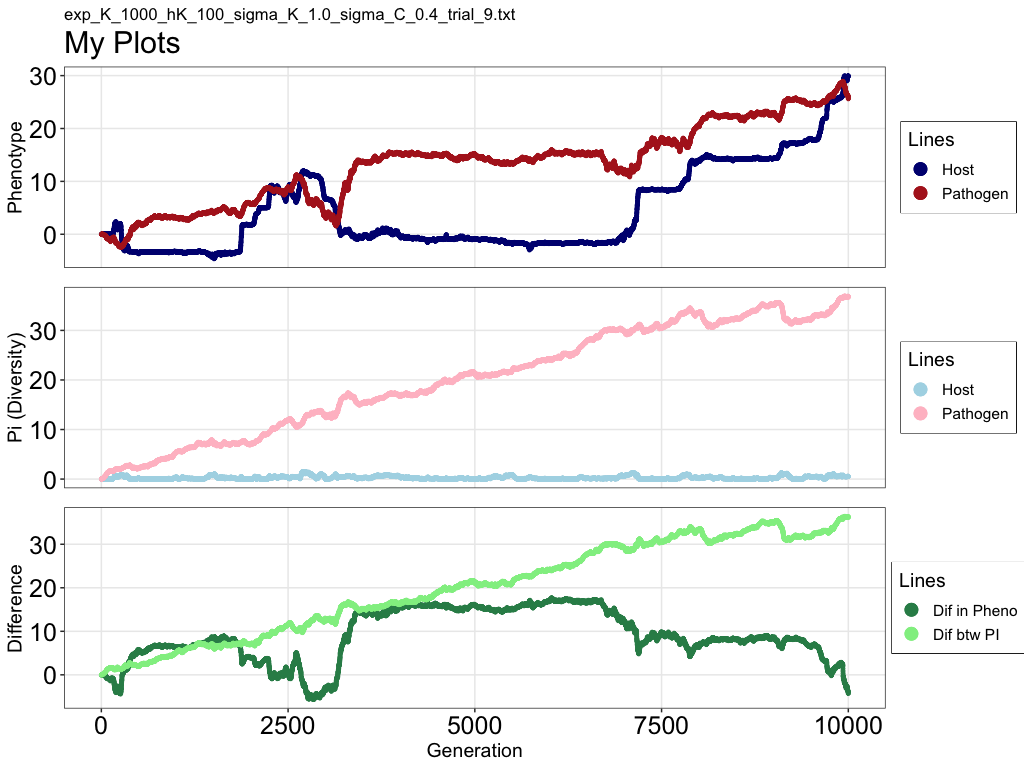 exp_K_1000_hK_100_sigma_K_1.0_sigma_C_0.4_trial_9.txt
My Plots
Phenotype
30
20
10
0
Lines
Host
Pathogen
Pi (Diversity)
30
20
10
0
Lines
Host
Pathogen
Difference
30
20
10
0
Lines
Dif in Pheno
Dif btw PI
0 2500 5000 7500 10000
Generation